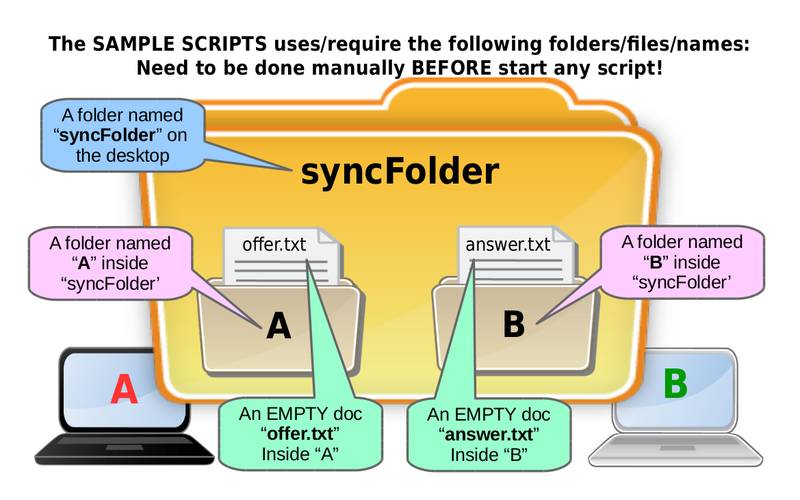 The SAMPLE SCRIPTS uses/require the following folders/files/names:
Need to be done manually BEFORE start any script!
A folder named
“syncFolder” on
the desktop
syncFolder
A folder named
“A” inside
“syncFolder‘
offer.txt
answer.txt
A folder named
“B” inside
“syncFolder‘
A
B
A
B
An EMPTY doc
“offer.txt”
Inside “A”
An EMPTY doc
“answer.txt”
Inside “B”